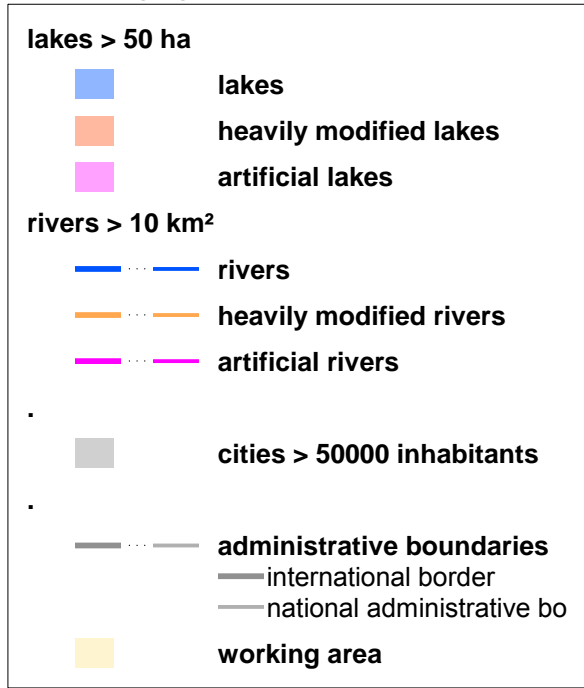 lakes > 50 ha
lakes
heavily modified lakes
artificial lakes
rivers > 10 km²
rivers
heavily modified rivers
artificial rivers
.
cities > 50000 inhabitants
.
administrative boundaries
international border
national administrative bo
working area